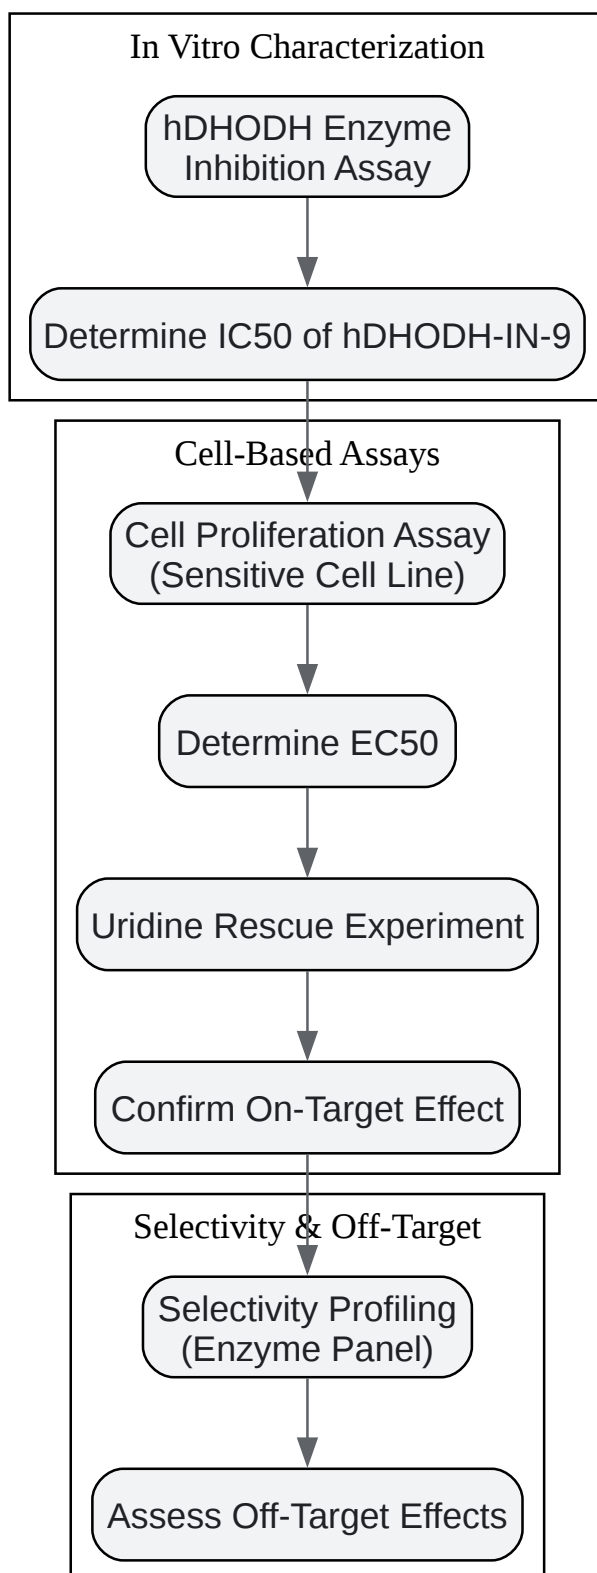 In Vitro Characterization
hDHODH Enzyme
Inhibition Assay
Determine IC50 of hDHODH-IN-9
Cell-Based Assays
Cell Proliferation Assay
(Sensitive Cell Line)
Determine EC50
Uridine Rescue Experiment
Confirm On-Target Effect
Selectivity & Off-Target
Selectivity Profiling
(Enzyme Panel)
Assess Off-Target Effects